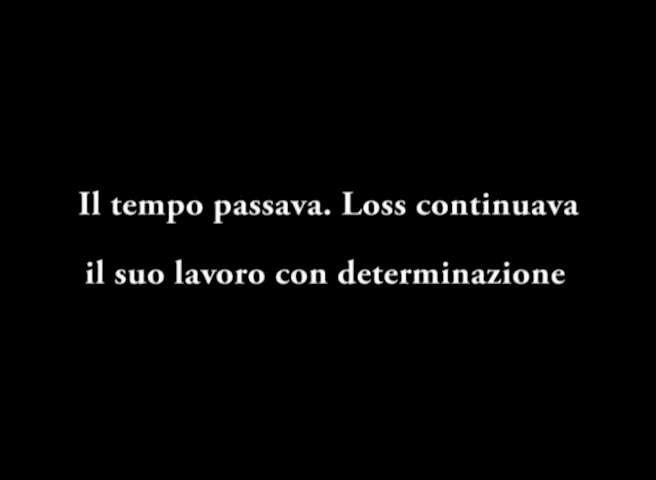 Il tempo passava. Loss continuava
il suo lavoro con determinazione